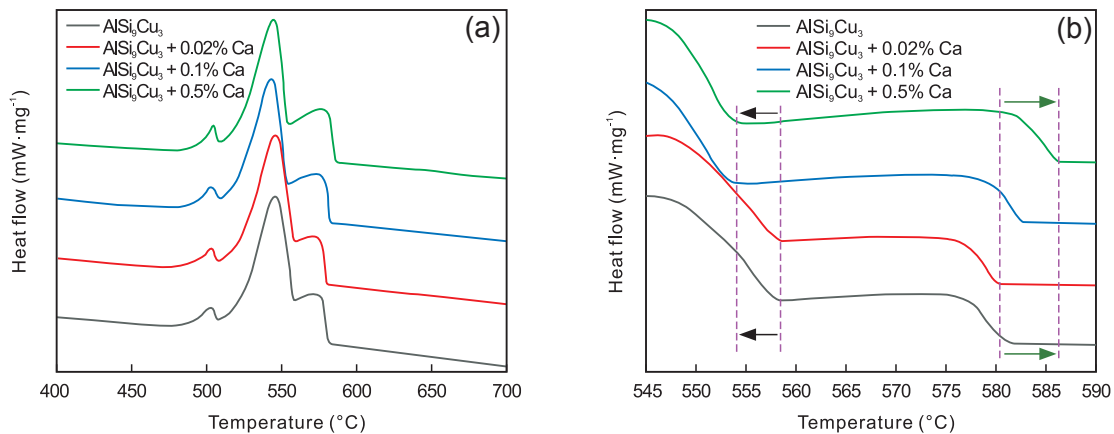 (a)
AlSi₉Cu₃
AlSi₉Cu₃ + 0.02% Ca
AlSi₉Cu₃ + 0.1% Ca
AlSi₉Cu₃ + 0.5% Ca
Heat flow (mW·mg⁻¹)
400 450 500 550 600 650 700
Temperature (°C)
(b)
AlSi₉Cu₃
AlSi₉Cu₃ + 0.02% Ca
AlSi₉Cu₃ + 0.1% Ca
AlSi₉Cu₃ + 0.5% Ca
Heat flow (mW·mg⁻¹)
545 550 555 560 565 570 575 580 585 590
Temperature (°C)